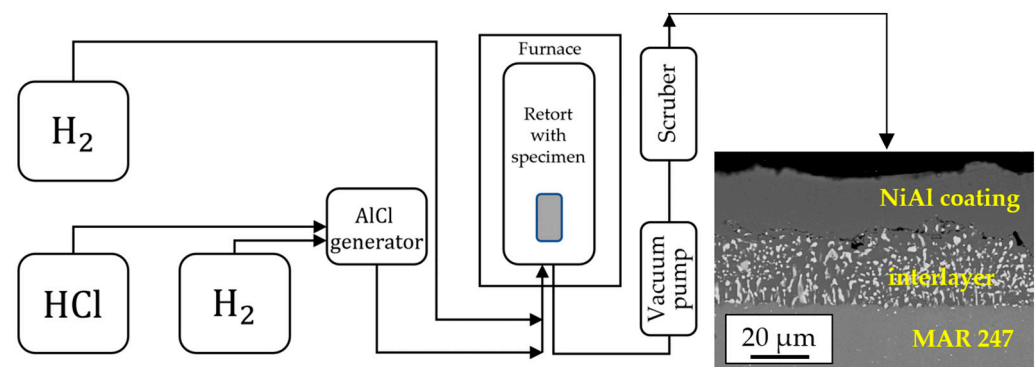 H₂
HCl
H₂
AlCl
generator
Furnace
Retort
with
specimen
Scruber
Vacuum
pump
NiAl coating
interlayer
MAR 247
20 µm